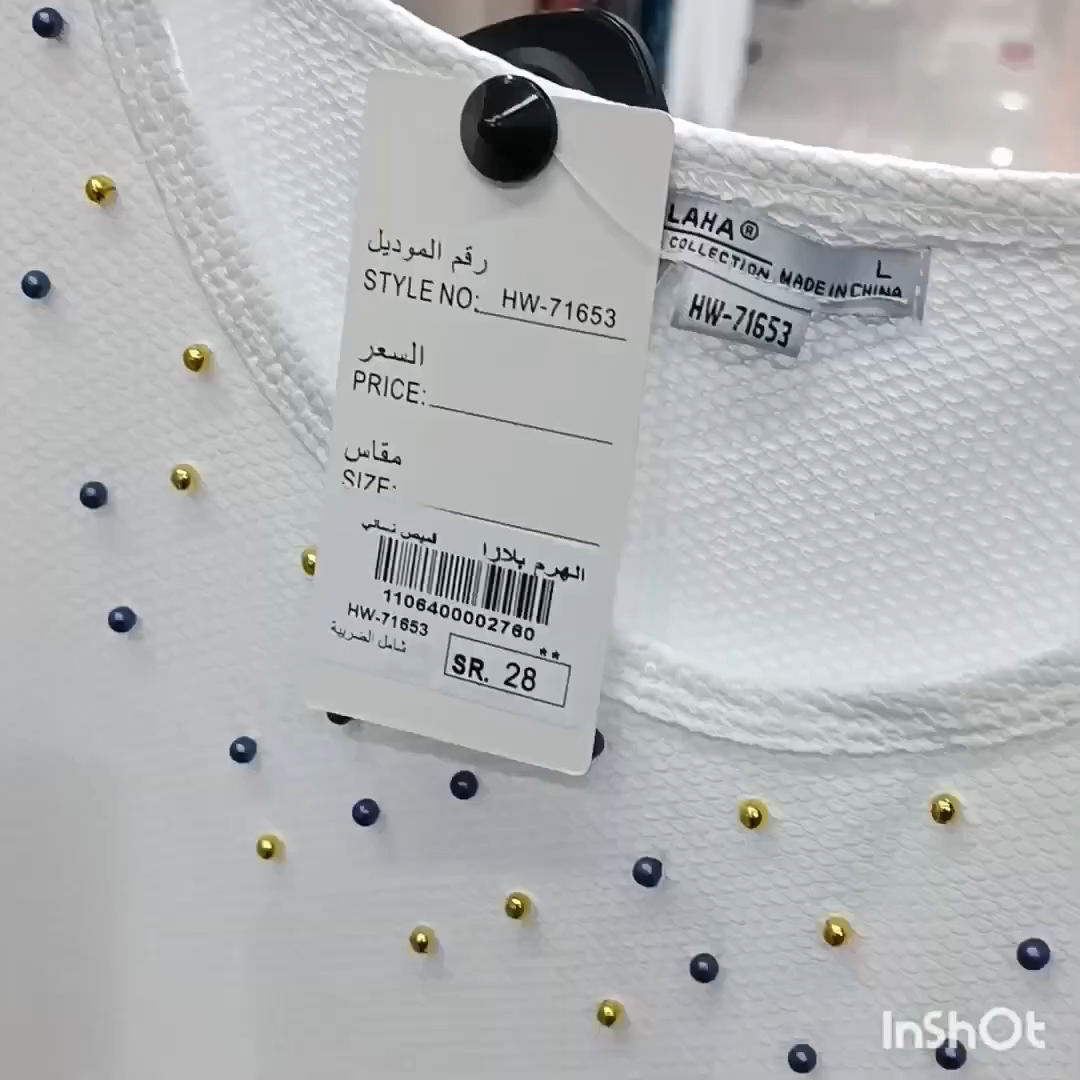 رقم الموديل
STYLE NO: HW-71653
السعر
PRICE:
مقاس
SIZE:
الهرم بلازا قميص نسائي
1106400002760
HW-71653
شامل الضريبة
**
SR. 28
LAHA®
COLLECTION
L
MADE IN CHINA
HW-71653
InShOt